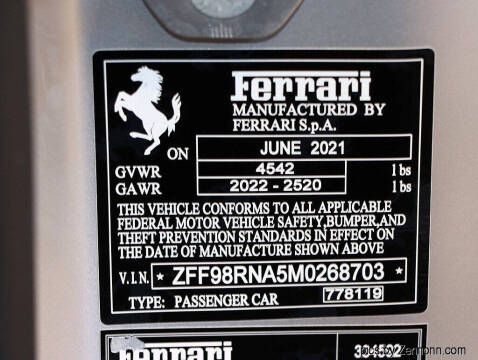 Ferrari
MANUFACTURED BY
FERRARI S.p.A.
ON JUNE 2021
GVWR 4542 lbs
GAWR 2022 - 2520 lbs
THIS VEHICLE CONFORMS TO ALL APPLICABLE
FEDERAL MOTOR VEHICLE SAFETY,BUMPER,AND
THEFT PREVENTION STANDARDS IN EFFECT ON
THE DATE OF MANUFACTURE SHOWN ABOVE
V.I.N. * ZFF98RNA5M0268703 *
TYPE: PASSENGER CAR 778119
Ferrari